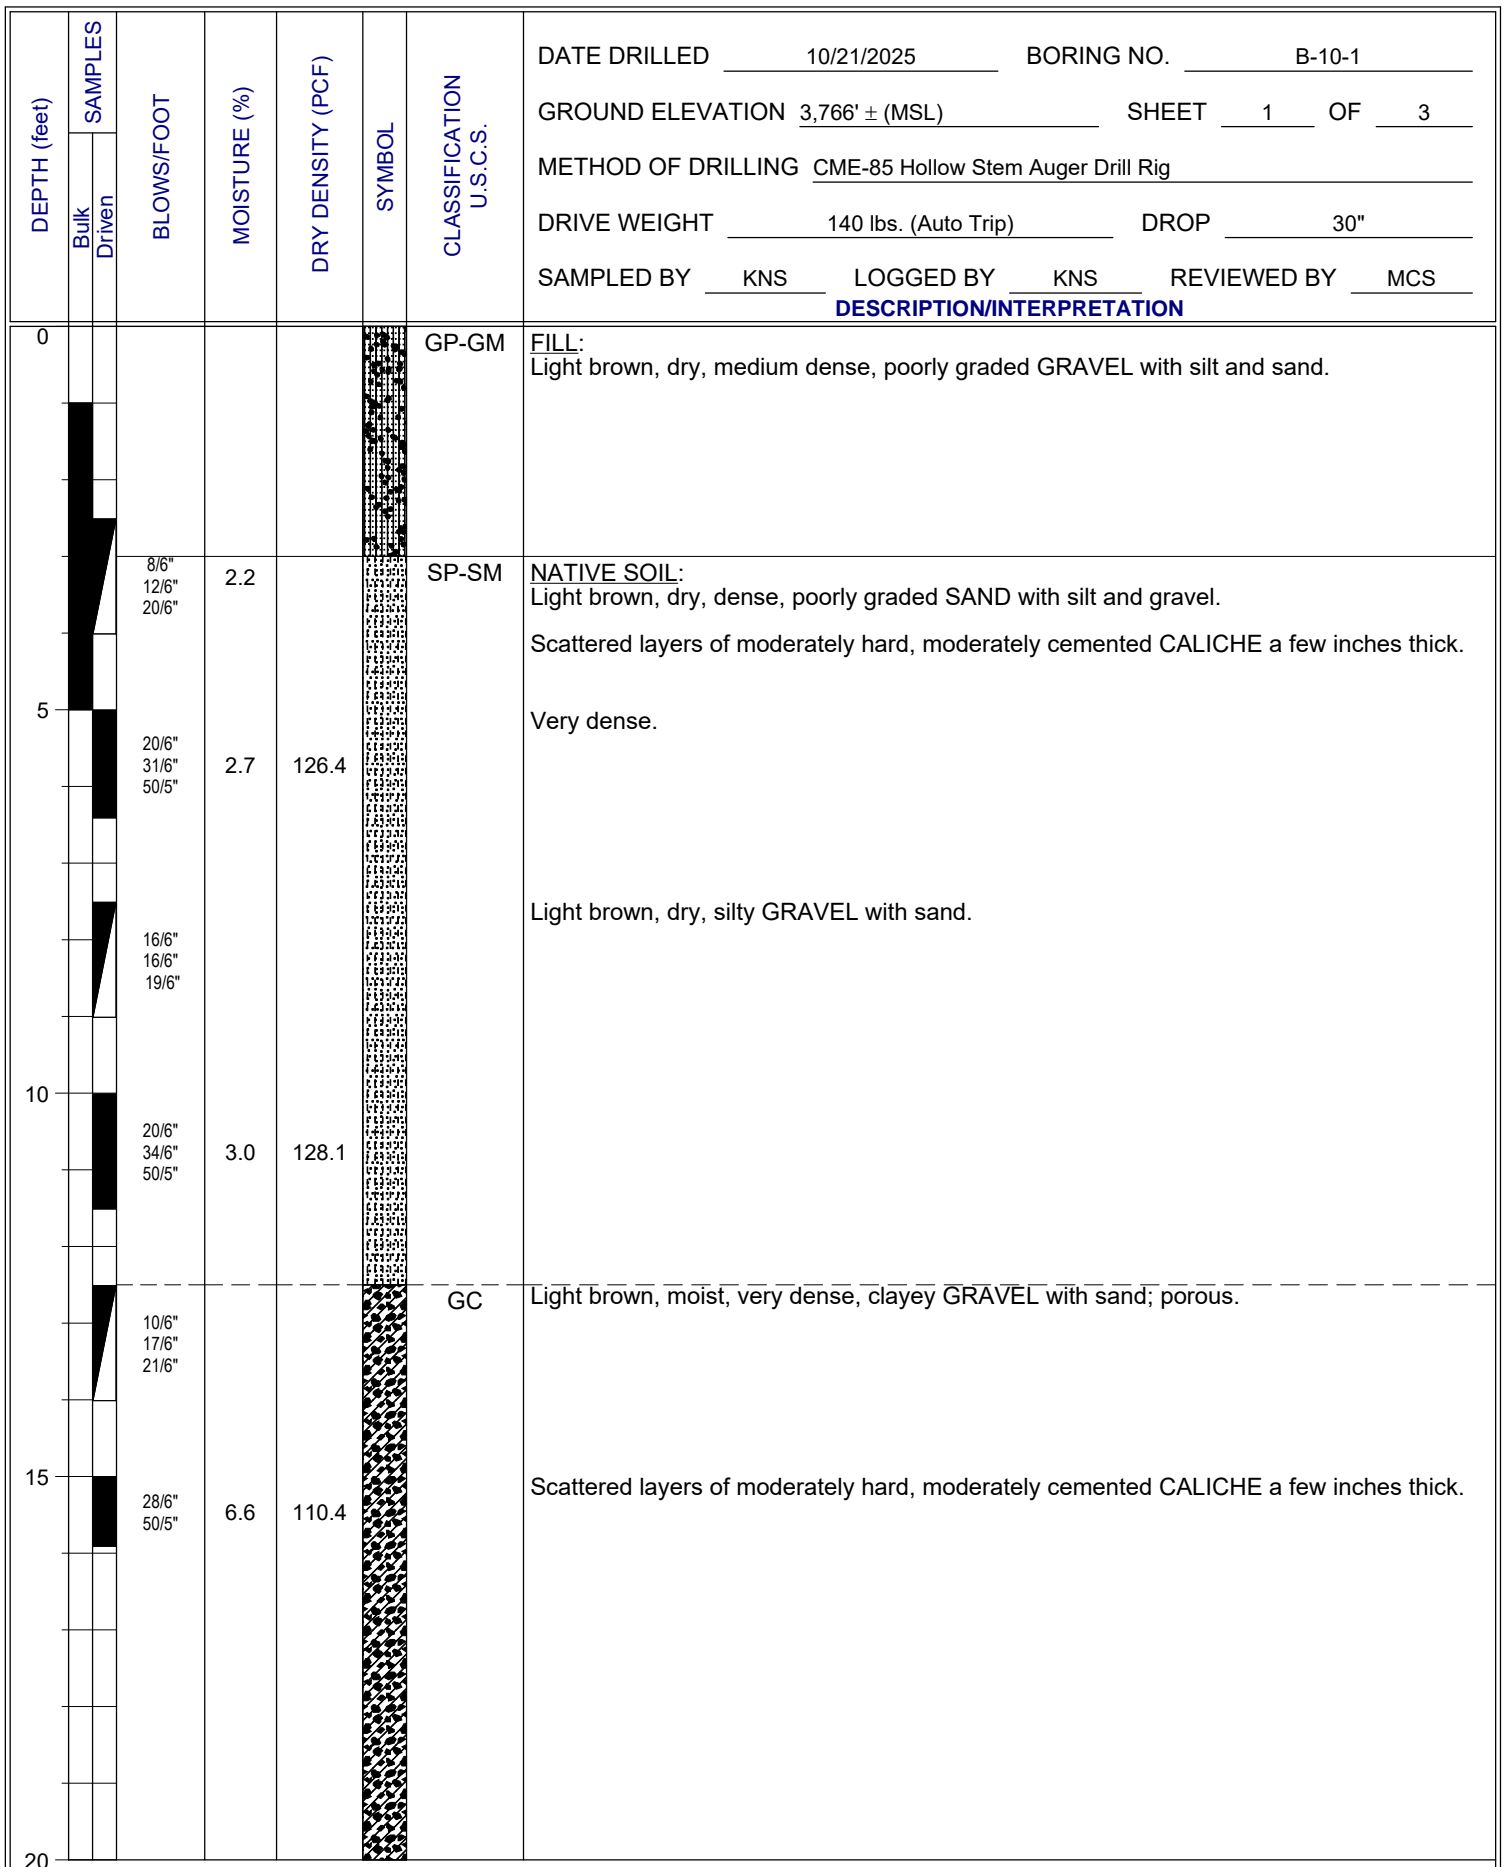 DEPTH (feet)
SAMPLES
Bulk
Driven
BLOWS/FOOT
MOISTURE (%)
DRY DENSITY (PCF)
SYMBOL
CLASSIFICATION
U.S.C.S.
DATE DRILLED 10/21/2025 BORING NO. B-10-1
GROUND ELEVATION 3,766' ± (MSL) SHEET 1 OF 3
METHOD OF DRILLING CME-85 Hollow Stem Auger Drill Rig
DRIVE WEIGHT 140 lbs. (Auto Trip) DROP 30"
SAMPLED BY KNS LOGGED BY KNS REVIEWED BY MCS
DESCRIPTION/INTERPRETATION
0
GP-GM FILL:
Light brown, dry, medium dense, poorly graded GRAVEL with silt and sand.
8/6"
12/6"
20/6"
2.2
SP-SM NATIVE SOIL:
Light brown, dry, dense, poorly graded SAND with silt and gravel.
Scattered layers of moderately hard, moderately cemented CALICHE a few inches thick.
5
Very dense.
20/6"
31/6"
50/5"
2.7 126.4
Light brown, dry, silty GRAVEL with sand.
16/6"
16/6"
19/6"
10
20/6"
34/6"
50/5"
3.0 128.1
GC Light brown, moist, very dense, clayey GRAVEL with sand; porous.
10/6"
17/6"
21/6"
15
Scattered layers of moderately hard, moderately cemented CALICHE a few inches thick.
28/6"
50/5"
6.6 110.4
20